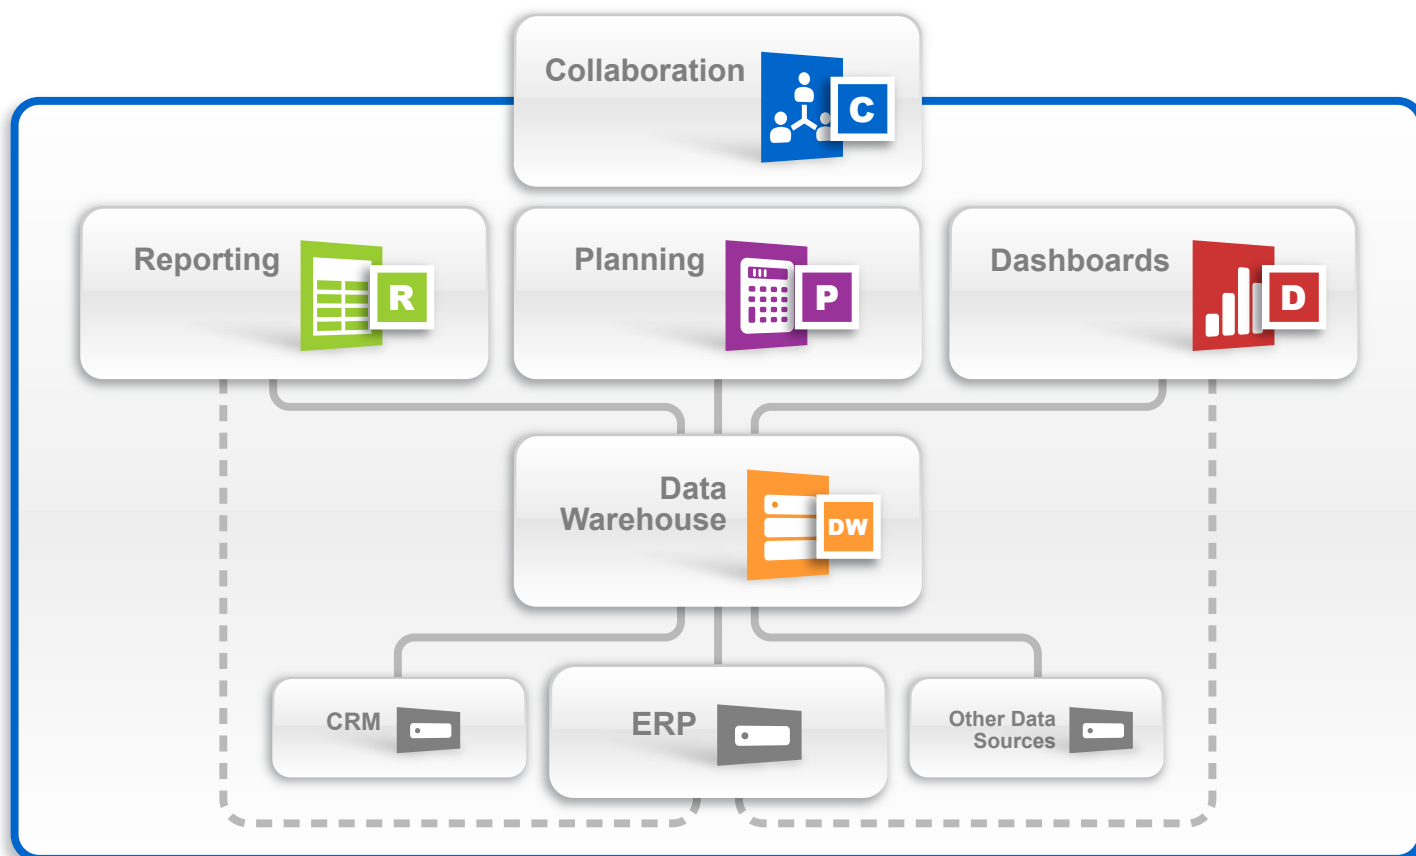 Collaboration
C
Reporting
R
Planning
P
Dashboards
D
Data
Warehouse
DW
CRM
ERP
Other Data
Sources